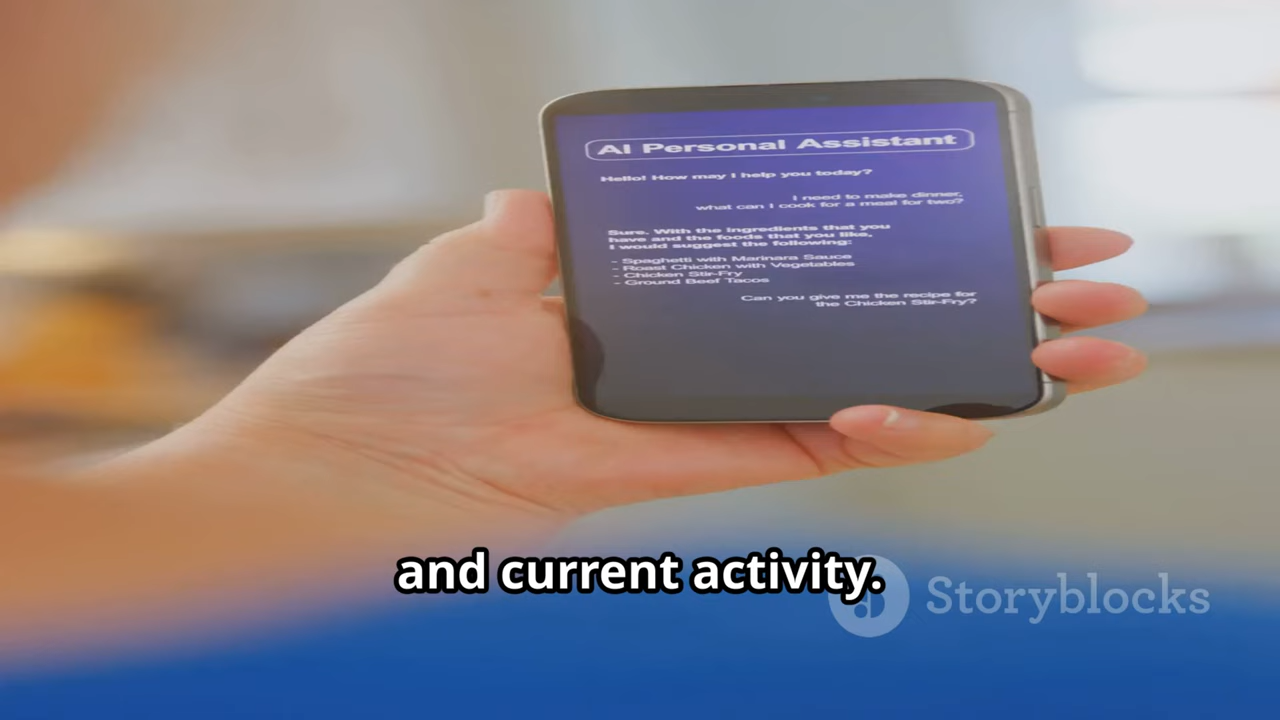 AI Personal Assistant
Hello! How may I help you today?
I need to make dinner,
what can I cook for a meal for two?
Sure. With the ingredients that you
have and the foods that you like,
I would suggest the following:
- Spaghetti with Marinara Sauce
- Roast Chicken with Vegetables
- Chicken Stir-Fry
- Ground Beef Tacos
Can you give me the recipe for
the Chicken Stir-Fry?
and current activity.
Storyblocks